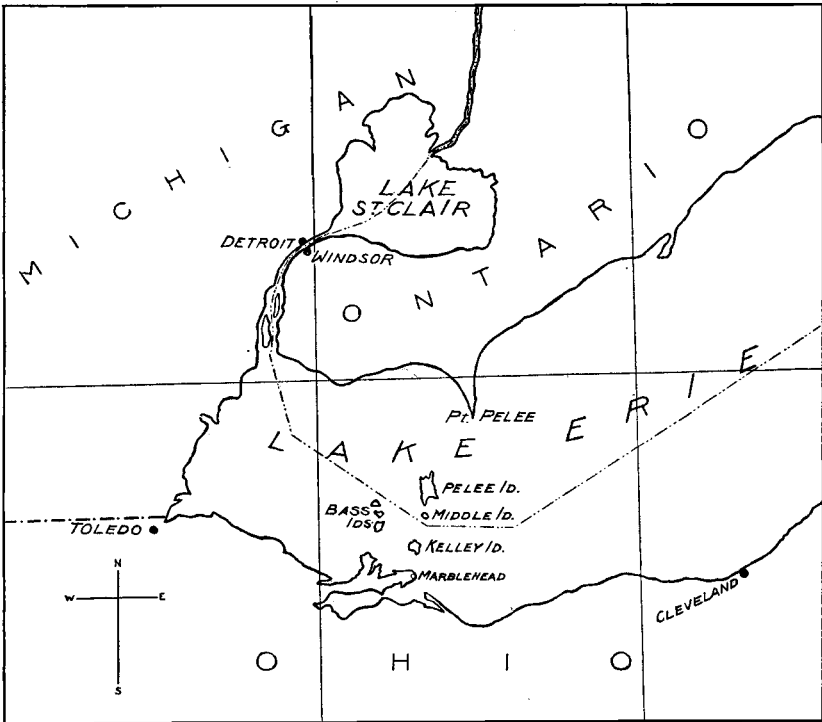 MICHIGAN
LAKE
ST CLAIR
ONTARIO
DETROIT
WINDSOR
LAKE ERIE
Pt. PELEE
PELEE ID.
BASS
IDS
MIDDLE ID.
TOLEDO
KELLEY ID.
MARBLEHEAD
CLEVELAND
N
W E
S
OHIO